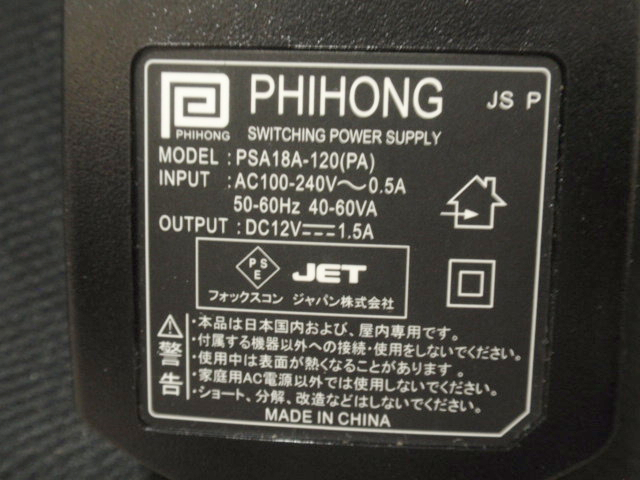 PHIHONG
PHIHONG JS P
SWITCHING POWER SUPPLY
MODEL : PSA18A-120(PA)
INPUT : AC100-240V～0.5A
50-60Hz 40-60VA
OUTPUT : DC12V⎓1.5A
PSE JET
フォックスコン ジャパン株式会社
警告
・本品は日本国内および、屋内専用です。
・付属する機器以外への接続・使用をしないでください。
・使用中は表面が熱くなることがあります。
・家庭用AC電源以外では使用しないでください。
・ショート、分解、改造などはしないでください。
MADE IN CHINA